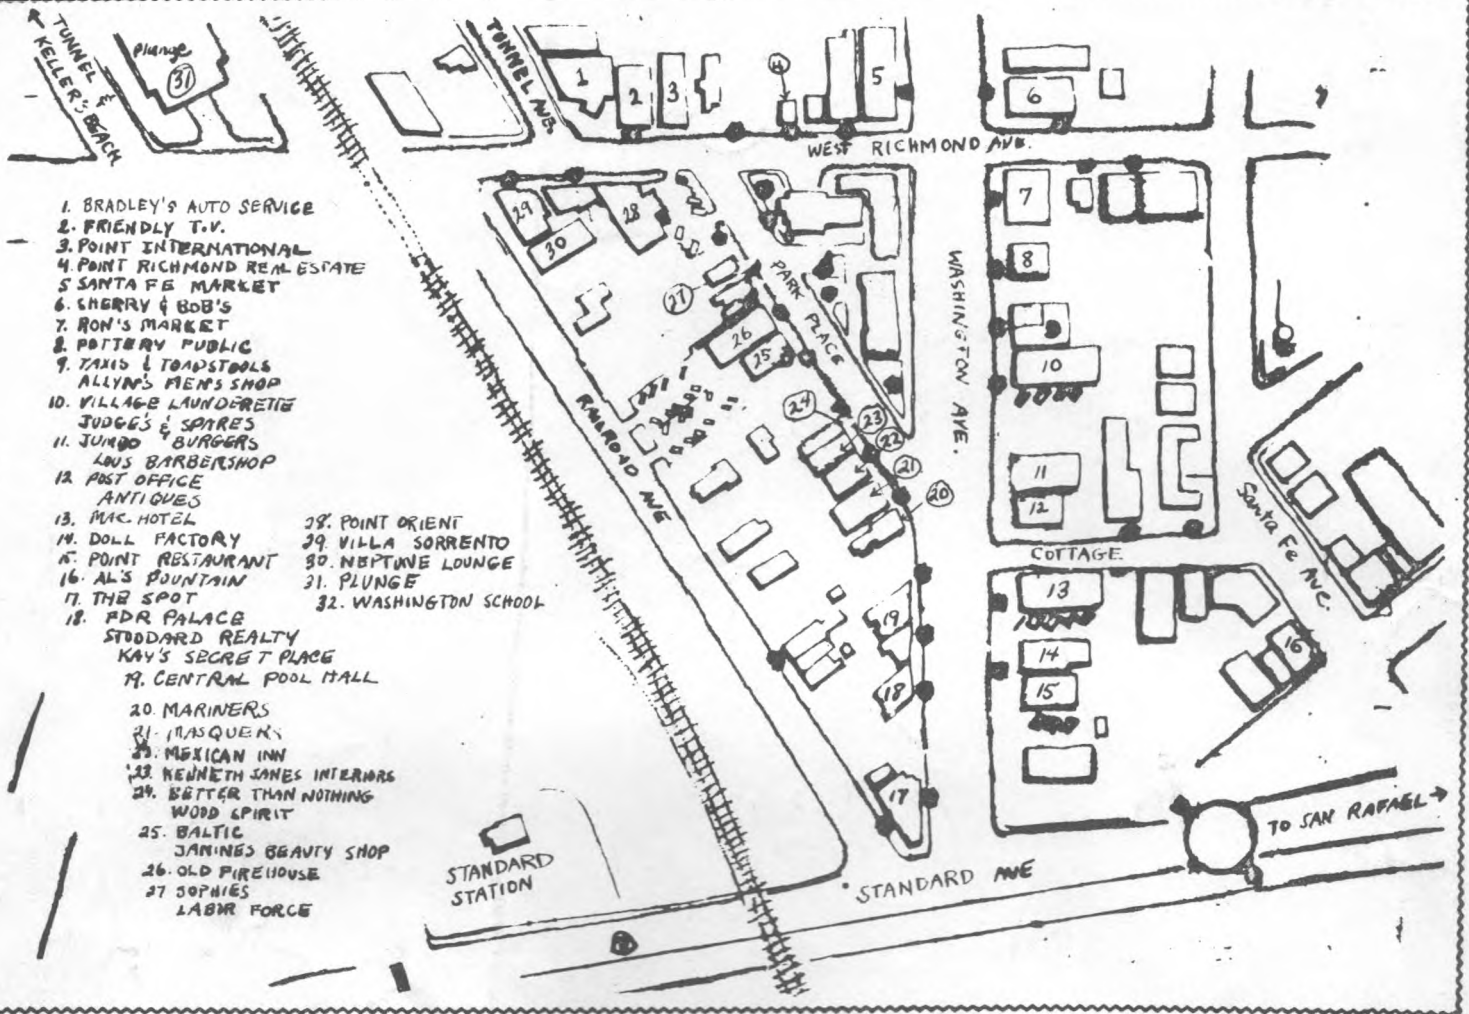 TUNNEL &
KELLER'S BEACH
Plunge
31
TUNNEL AVE.
1
2
3
4
5
6
WEST RICHMOND AVE.
29
30
28
27
26
25
PARK PLACE
WASHINGTON AVE.
7
8
9
10
11
12
24
23
22
21
20
RAILROAD AVE
COTTAGE
Santa Fe Ave.
13
14
15
16
19
18
17
STANDARD
STATION
STANDARD AVE
TO SAN RAFAEL →
1. BRADLEY'S AUTO SERVICE
2. FRIENDLY T.V.
3. POINT INTERNATIONAL
4. POINT RICHMOND REAL ESTATE
5 SANTA FE MARKET
6. SHERRY & BOB'S
7. RON'S MARKET
8. POTTERY PUBLIC
9. TAXIS & TOADSTOOLS
ALLYN'S MENS SHOP
10. VILLAGE LAUNDERETTE
JUDGE'S & SPARES
11. JUMBO BURGERS
LOUS BARBERSHOP
12 POST OFFICE
ANTIQUES
13. MAC HOTEL
14. DOLL FACTORY
15. POINT RESTAURANT
16. AL'S FOUNTAIN
17. THE SPOT
18. PDR PALACE
STODDARD REALTY
KAY'S SECRET PLACE
19. CENTRAL POOL HALL
20. MARINERS
21. MASQUERS
22. MEXICAN INN
23. KENNETH JANES INTERIORS
24. BETTER THAN NOTHING
WOOD SPIRIT
25. BALTIC
JANINES BEAUTY SHOP
26. OLD FIREHOUSE
27 SOPHIES
LABOR FORCE
28. POINT ORIENT
29. VILLA SORRENTO
30. NEPTUNE LOUNGE
31. PLUNGE
32. WASHINGTON SCHOOL